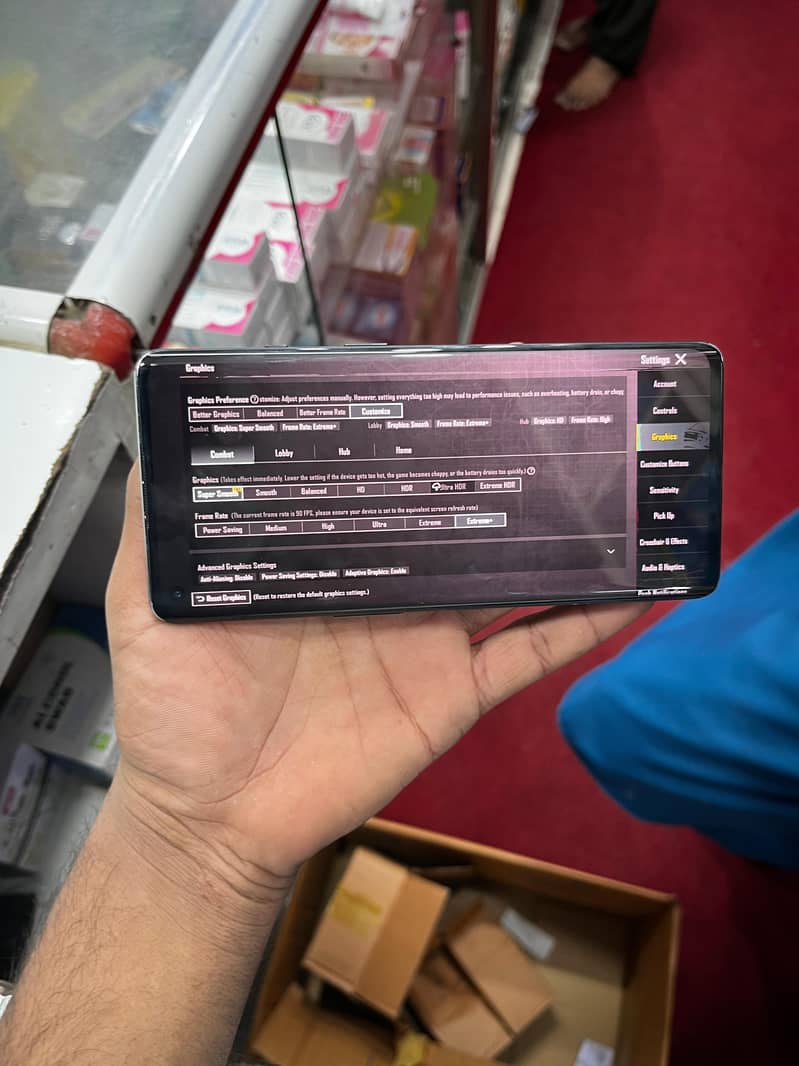 Graphics
Settings X
Graphics Preference ? stomize: Adjust preferences manually. However, setting everything too high may lead to performance issues, such as overheating, battery drain, or chopp
Better Graphics Balanced Better Frame Rate Customize
Combat Graphics: Super Smooth Frame Rate: Extreme+ Lobby Graphics: Smooth Frame Rate: Extreme+ Hub Graphics: HD Frame Rate: High
Combat Lobby Hub Home
Graphics (Takes effect immediately. Lower the setting if the device gets too hot, the game becomes choppy, or the battery drains too quickly.) ?
Super Smooth Smooth Balanced HD HDR Ultra HDR Extreme HDR
Frame Rate (The current frame rate is 90 FPS, please ensure your device is set to the equivalent screen refresh rate)
Power Saving Medium High Ultra Extreme Extreme+
Advanced Graphics Settings
Anti-Aliasing: Disable Power Saving Settings: Disable Adaptive Graphics: Enable
Reset Graphics (Reset to restore the default graphics settings.)
Account
Controls
Graphics
Customize Buttons
Sensitivity
Pick Up
Crosshair & Effects
Audio & Haptics
Push Notifications
ALCOHOL
SWAB